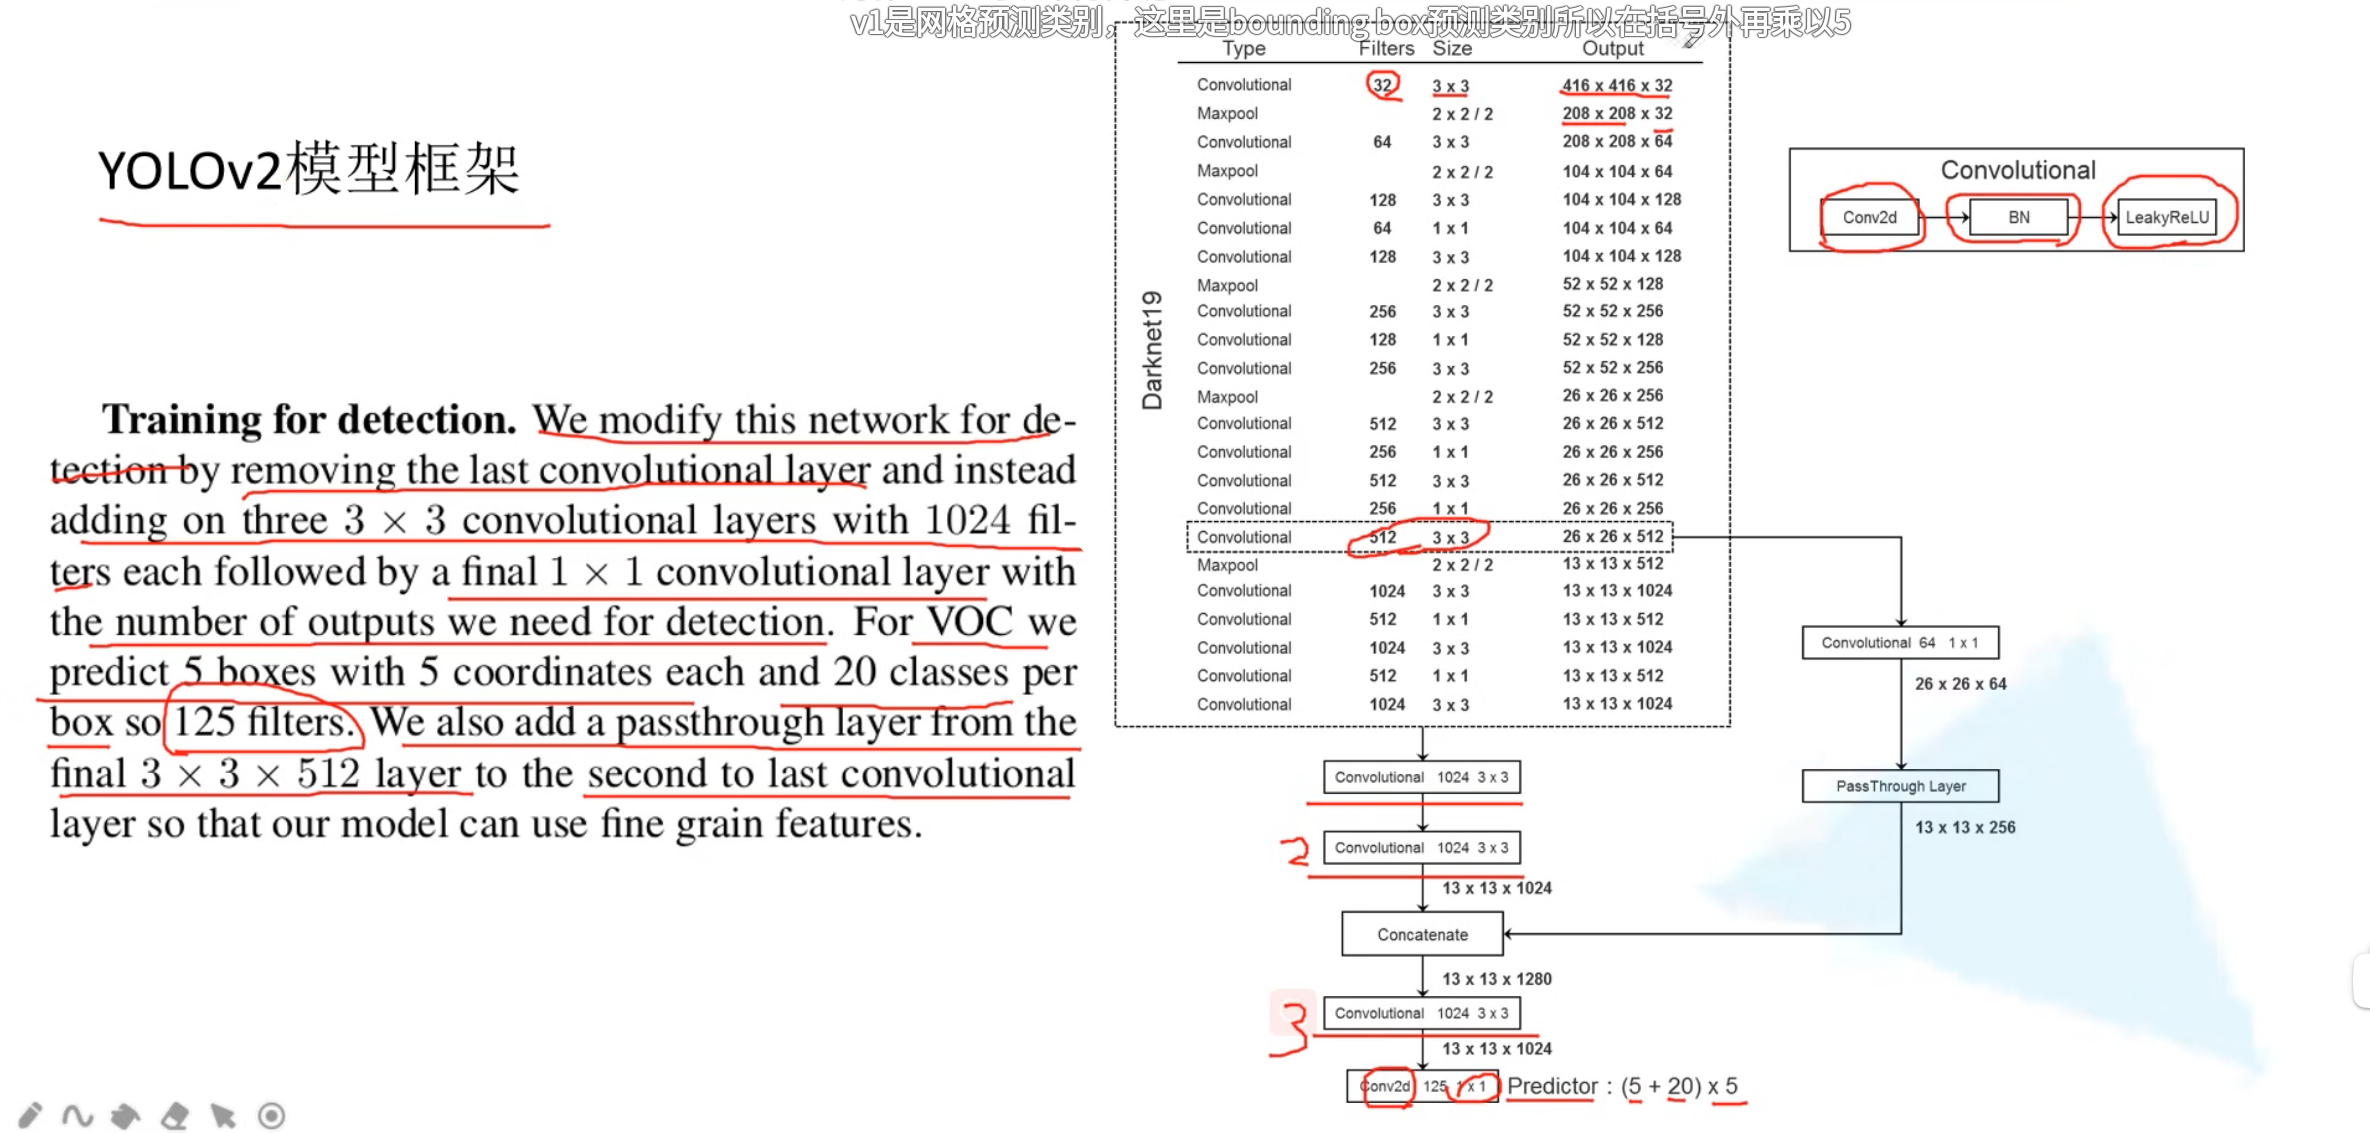 v1是网格预测类别，这里是bounding box预测类别所以在括号外再乘以5
YOLOv2模型框架
Training for detection. We modify this network for de-
tection by removing the last convolutional layer and instead
adding on three 3 × 3 convolutional layers with 1024 fil-
ters each followed by a final 1 × 1 convolutional layer with
the number of outputs we need for detection. For VOC we
predict 5 boxes with 5 coordinates each and 20 classes per
box so 125 filters. We also add a passthrough layer from the
final 3 × 3 × 512 layer to the second to last convolutional
layer so that our model can use fine grain features.
Darknet19
Type Filters Size Output
Convolutional 32 3 x 3 416 x 416 x 32
Maxpool 2 x 2 / 2 208 x 208 x 32
Convolutional 64 3 x 3 208 x 208 x 64
Maxpool 2 x 2 / 2 104 x 104 x 64
Convolutional 128 3 x 3 104 x 104 x 128
Convolutional 64 1 x 1 104 x 104 x 64
Convolutional 128 3 x 3 104 x 104 x 128
Maxpool 2 x 2 / 2 52 x 52 x 128
Convolutional 256 3 x 3 52 x 52 x 256
Convolutional 128 1 x 1 52 x 52 x 128
Convolutional 256 3 x 3 52 x 52 x 256
Maxpool 2 x 2 / 2 26 x 26 x 256
Convolutional 512 3 x 3 26 x 26 x 512
Convolutional 256 1 x 1 26 x 26 x 256
Convolutional 512 3 x 3 26 x 26 x 512
Convolutional 256 1 x 1 26 x 26 x 256
Convolutional 512 3 x 3 26 x 26 x 512
Maxpool 2 x 2 / 2 13 x 13 x 512
Convolutional 1024 3 x 3 13 x 13 x 1024
Convolutional 512 1 x 1 13 x 13 x 512
Convolutional 1024 3 x 3 13 x 13 x 1024
Convolutional 512 1 x 1 13 x 13 x 512
Convolutional 1024 3 x 3 13 x 13 x 1024
Convolutional 1024 3 x 3
2 Convolutional 1024 3 x 3
13 x 13 x 1024
Concatenate
13 x 13 x 1280
3 Convolutional 1024 3 x 3
13 x 13 x 1024
Conv2d 125 1 x 1 Predictor : (5 + 20) x 5
Convolutional
Conv2d BN LeakyReLU
Convolutional 64 1 x 1
26 x 26 x 64
PassThrough Layer
13 x 13 x 256